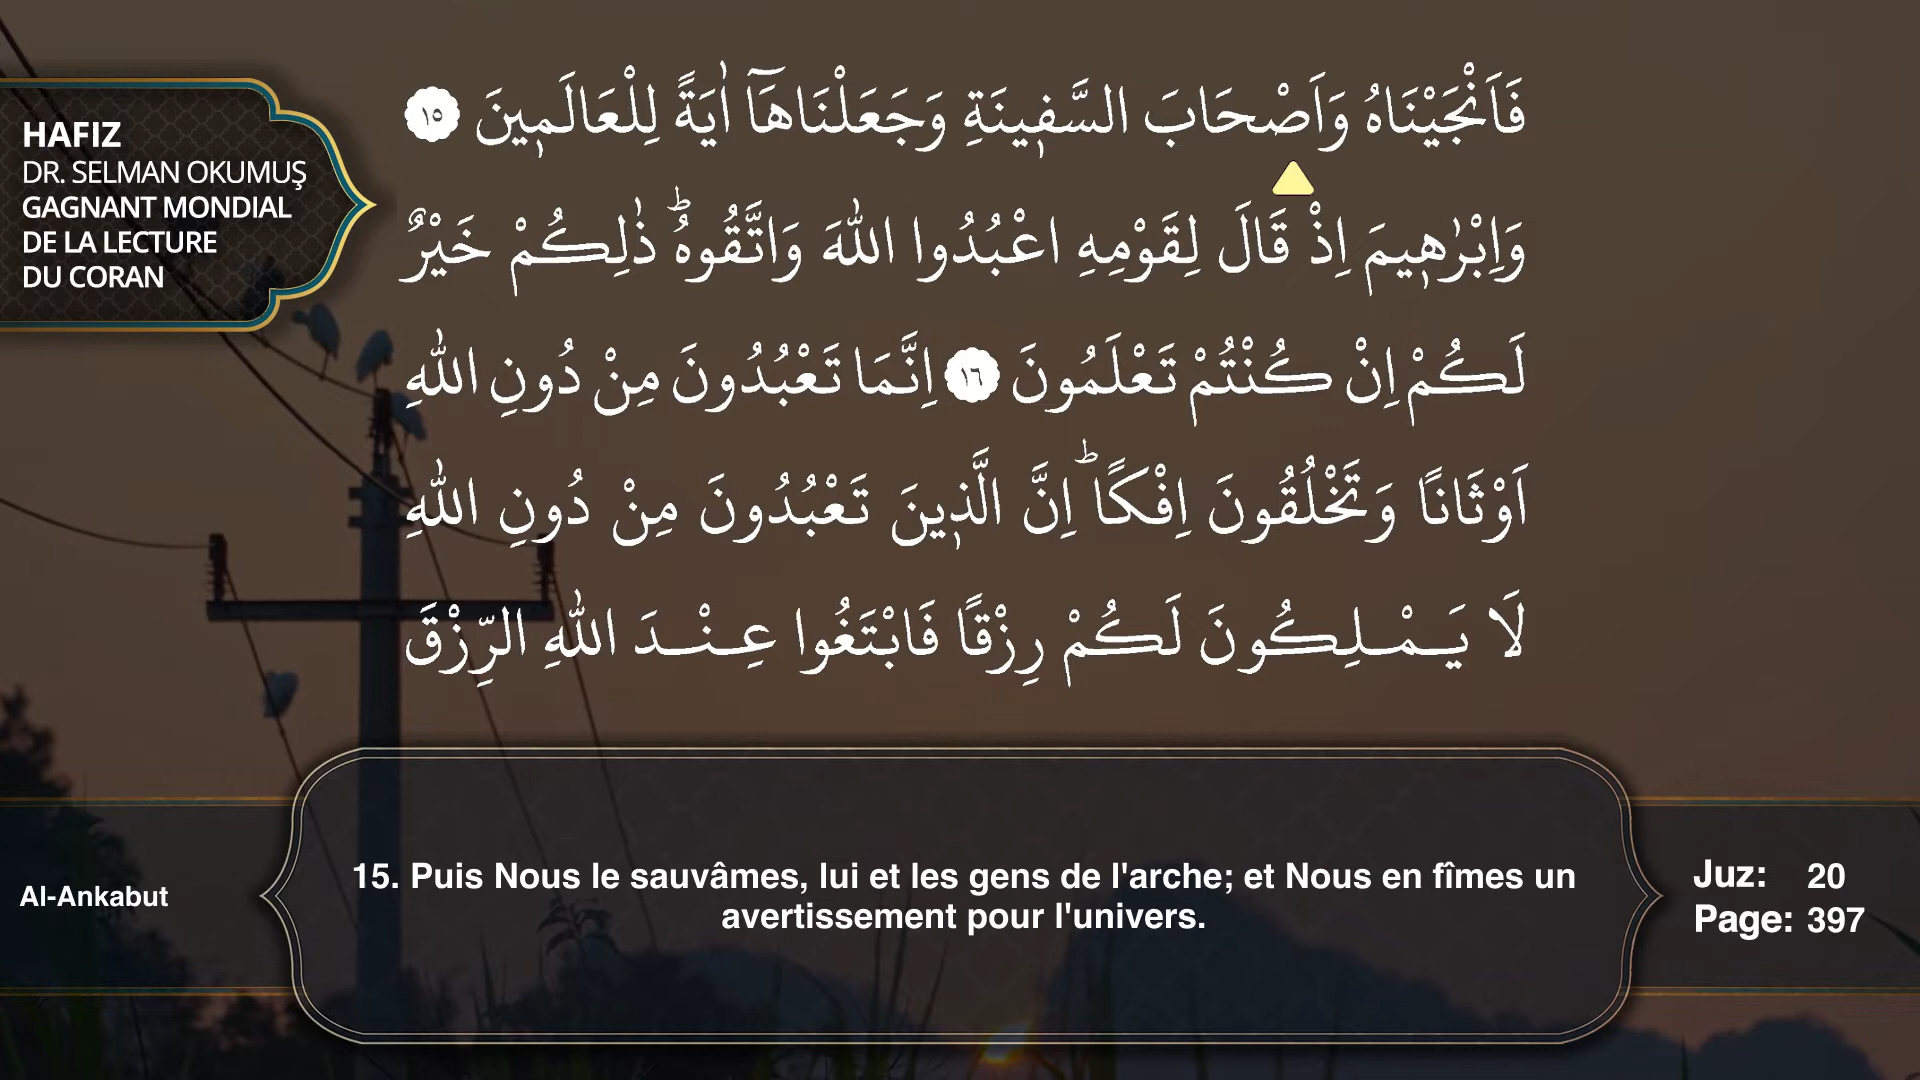 HAFIZ
DR. SELMAN OKUMUŞ
GAGNANT MONDIAL
DE LA LECTURE
DU CORAN
فَاَنْجَيْنَاهُ وَاَصْحَابَ السَّفٖينَةِ وَجَعَلْنَاهَٓا اٰيَةً لِلْعَالَمٖينَ ١٥
وَاِبْرٰهٖيمَ اِذْ قَالَ لِقَوْمِهِ اعْبُدُوا اللّٰهَ وَاتَّقُوهُؕ ذٰلِكُمْ خَيْرٌ
لَكُمْ اِنْ كُنْتُمْ تَعْلَمُونَ ١٦ اِنَّمَا تَعْبُدُونَ مِنْ دُونِ اللّٰهِ
اَوْثَانًا وَتَخْلُقُونَ اِفْكًاؕ اِنَّ الَّذٖينَ تَعْبُدُونَ مِنْ دُونِ اللّٰهِ
لَا يَمْلِكُونَ لَكُمْ رِزْقًا فَابْتَغُوا عِنْدَ اللّٰهِ الرِّزْقَ
15. Puis Nous le sauvâmes, lui et les gens de l'arche; et Nous en fîmes un
avertissement pour l'univers.
Al-Ankabut
Juz: 20
Page: 397